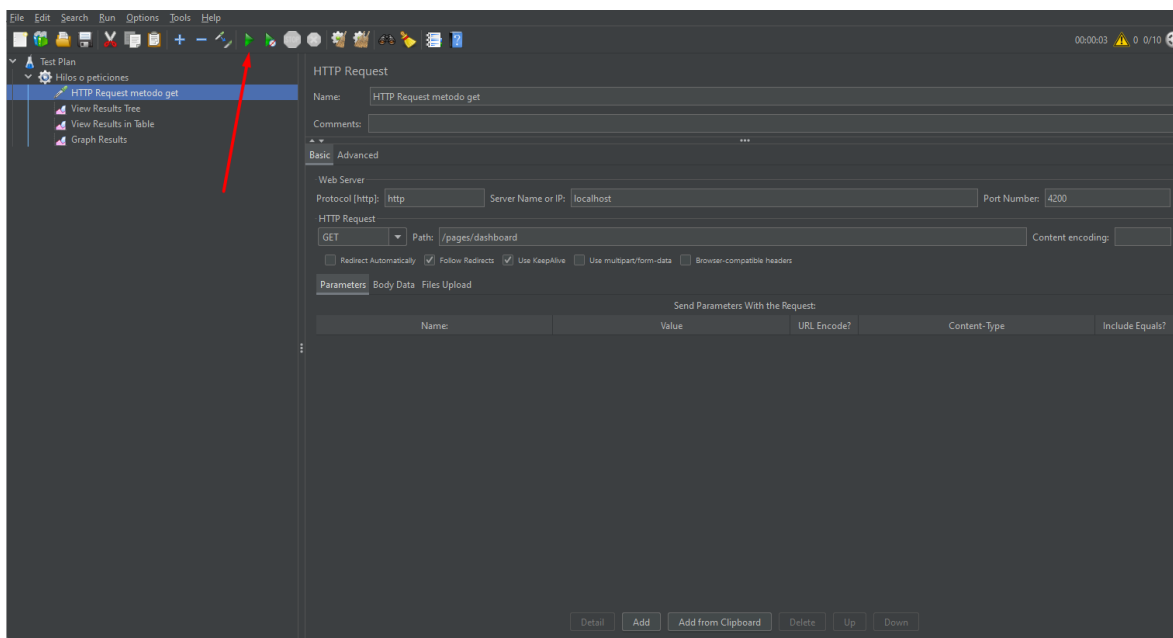 File Edit Search Run Options Tools Help
00:00:03 0 0/10
Test Plan
Hilos o peticiones
HTTP Request metodo get
View Results Tree
View Results in Table
Graph Results
HTTP Request
Name: HTTP Request metodo get
Comments:
Basic Advanced
Web Server
Protocol [http]: http Server Name or IP: localhost Port Number: 4200
HTTP Request
GET Path: /pages/dashboard Content encoding:
Redirect Automatically Follow Redirects Use KeepAlive Use multipart/form-data Browser-compatible headers
Parameters Body Data Files Upload
Send Parameters With the Request:
Name: Value URL Encode? Content-Type Include Equals?
Detail Add Add from Clipboard Delete Up Down